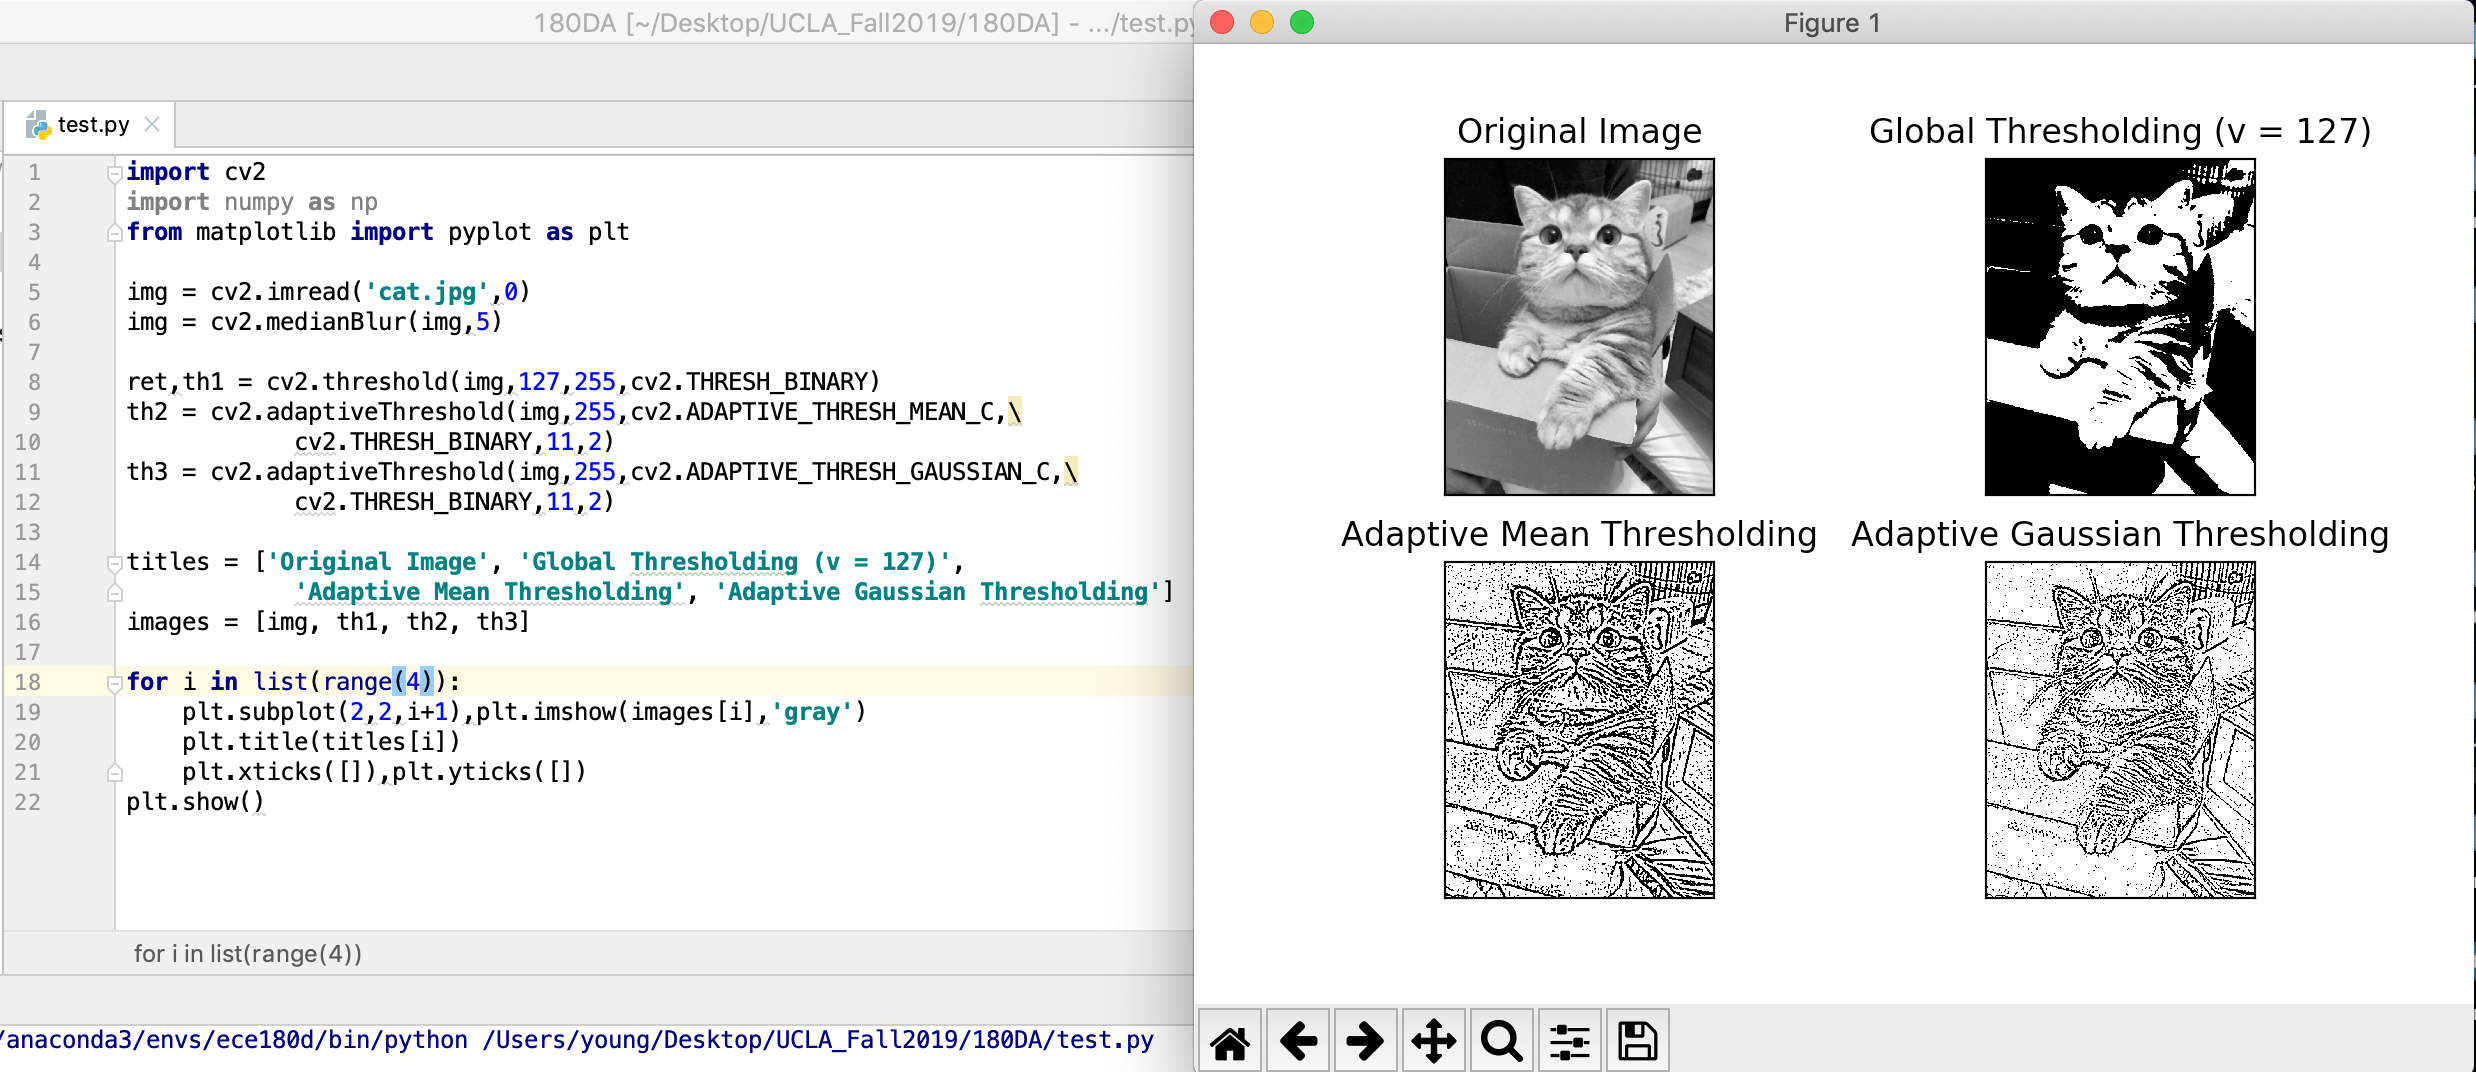 180DA [~/Desktop/UCLA_Fall2019/180DA] - .../test.py
test.py
1 import cv2
2 import numpy as np
3 from matplotlib import pyplot as plt
4
5 img = cv2.imread('cat.jpg',0)
6 img = cv2.medianBlur(img,5)
7
8 ret,th1 = cv2.threshold(img,127,255,cv2.THRESH_BINARY)
9 th2 = cv2.adaptiveThreshold(img,255,cv2.ADAPTIVE_THRESH_MEAN_C,\
10             cv2.THRESH_BINARY,11,2)
11 th3 = cv2.adaptiveThreshold(img,255,cv2.ADAPTIVE_THRESH_GAUSSIAN_C,\
12             cv2.THRESH_BINARY,11,2)
13
14 titles = ['Original Image', 'Global Thresholding (v = 127)',
15             'Adaptive Mean Thresholding', 'Adaptive Gaussian Thresholding']
16 images = [img, th1, th2, th3]
17
18 for i in list(range(4)):
19     plt.subplot(2,2,i+1),plt.imshow(images[i],'gray')
20     plt.title(titles[i])
21     plt.xticks([]),plt.yticks([])
22 plt.show()
for i in list(range(4))
/anaconda3/envs/ece180d/bin/python /Users/young/Desktop/UCLA_Fall2019/180DA/test.py
Figure 1
Original Image
Global Thresholding (v = 127)
Adaptive Mean Thresholding
Adaptive Gaussian Thresholding